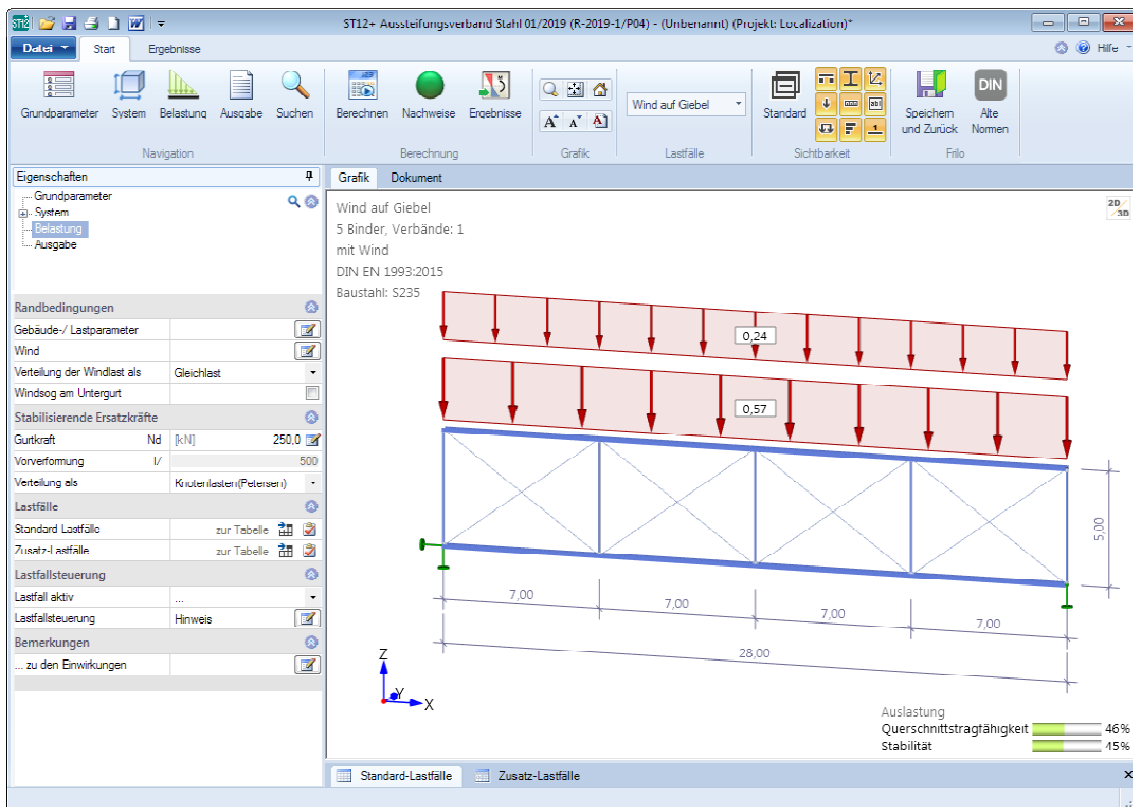 ST12+ Aussteifungsverband Stahl 01/2019 (R-2019-1/P04) - (Unbenannt) (Projekt: Localization)*
Datei Start Ergebnisse Hilfe
Grundparameter System Belastung Ausgabe Suchen
Navigation
Berechnen Nachweise Ergebnisse
Berechnung
Grafik
Wind auf Giebel
Lastfälle
Standard
Sichtbarkeit
Speichern und Zurück
DIN
Alte Normen
Frilo
Eigenschaften
Grundparameter
System
Belastung
Ausgabe
Randbedingungen
Gebäude-/ Lastparameter
Wind
Verteilung der Windlast als Gleichlast
Windsog am Untergurt
Stabilisierende Ersatzkräfte
Gurtkraft Nd [kN] 250,0
Vorverformung l/ 500
Verteilung als Knotenlasten(Petersen)
Lastfälle
Standard Lastfälle zur Tabelle
Zusatz-Lastfälle zur Tabelle
Lastfallsteuerung
Lastfall aktiv ...
Lastfallsteuerung Hinweis
Bemerkungen
... zu den Einwirkungen
Grafik Dokument
2D/3D
Wind auf Giebel
5 Binder, Verbände: 1
mit Wind
DIN EN 1993:2015
Baustahl: S235
0,24
0,57
5,00
7,00
7,00
7,00
7,00
28,00
Z
Y
X
Auslastung
Querschnittstragfähigkeit 46%
Stabilität 45%
Standard-Lastfälle Zusatz-Lastfälle